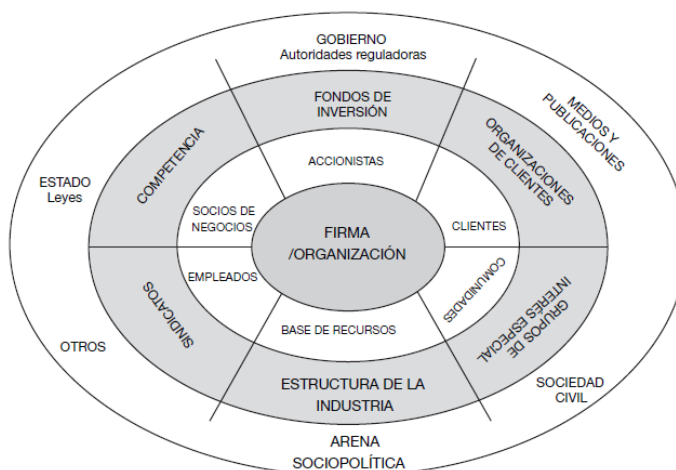 GOBIERNO
Autoridades reguladoras
MEDIOS Y
PUBLICACIONES
FONDOS DE
INVERSIÓN
COMPETENCIA
ORGANIZACIONES
DE CLIENTES
ACCIONISTAS
ESTADO
Leyes
SOCIOS DE
NEGOCIOS
CLIENTES
FIRMA
/ORGANIZACIÓN
EMPLEADOS
COMUNIDADES
SINDICATOS
GRUPOS DE
INTERÉS ESPECIAL
BASE DE RECURSOS
OTROS
ESTRUCTURA DE LA
INDUSTRIA
SOCIEDAD
CIVIL
ARENA
SOCIOPOLÍTICA